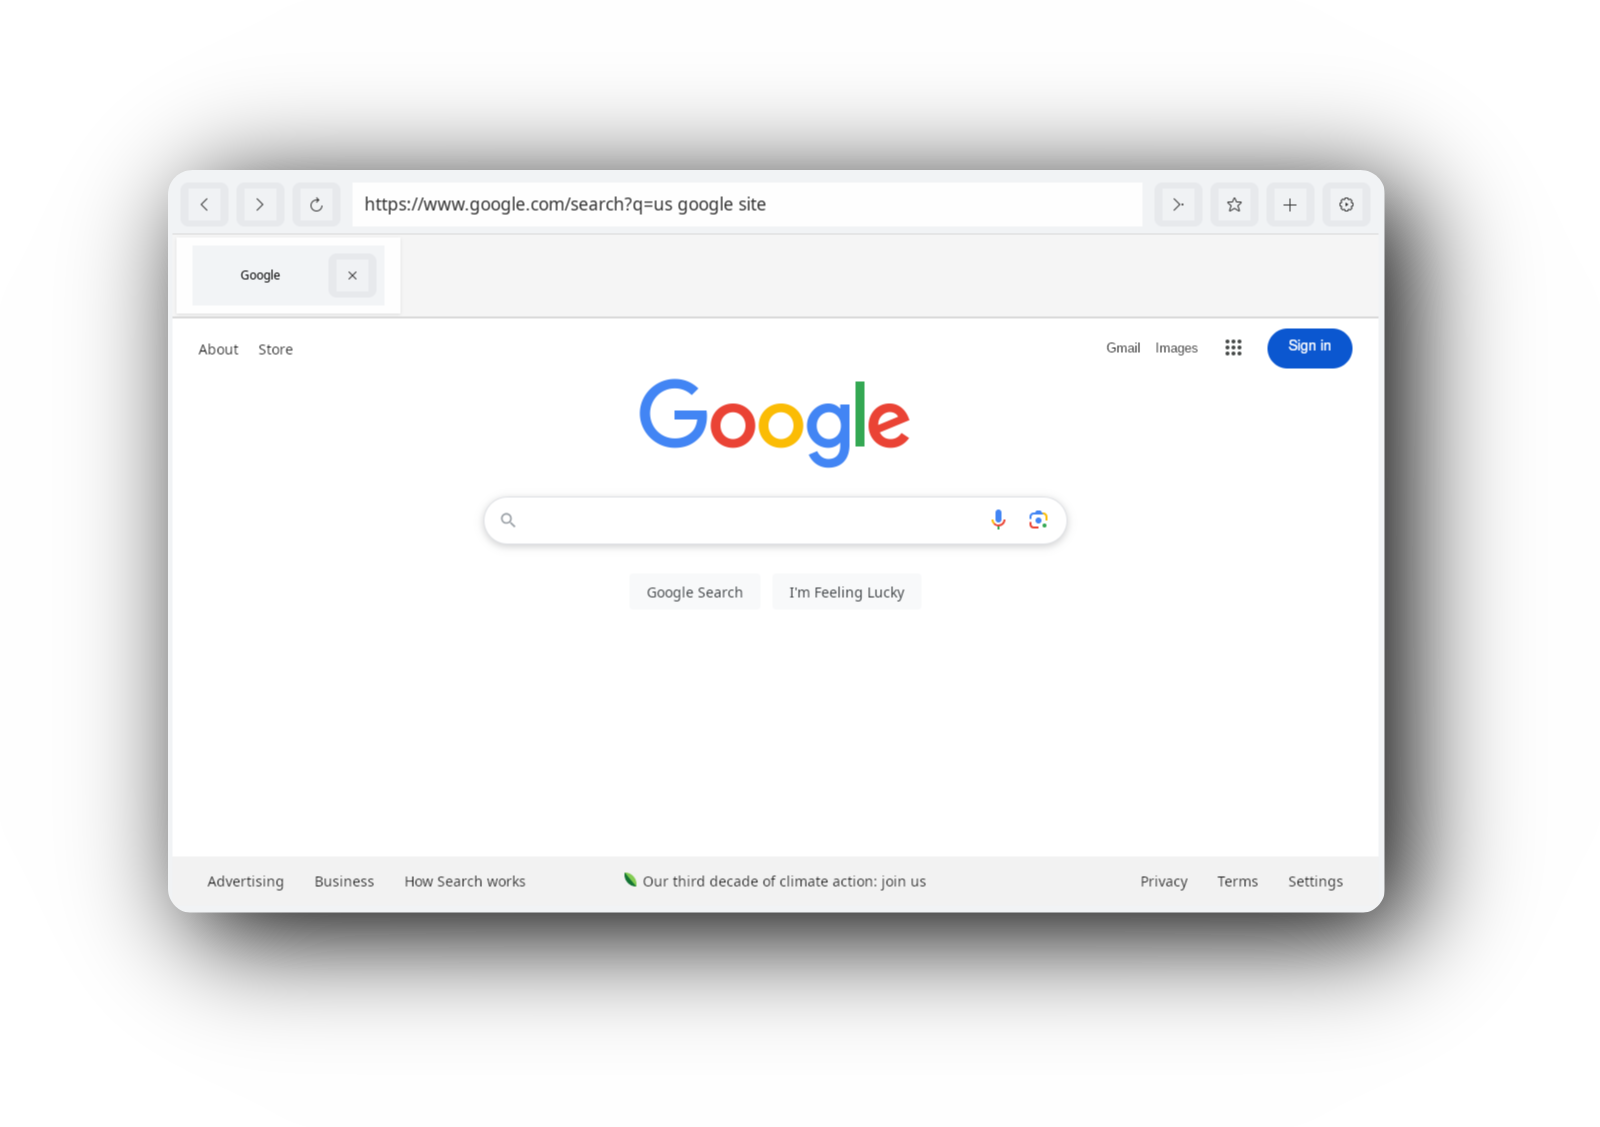 https://www.google.com/search?q=us google site
Google
About Store
Gmail Images Sign in
Google
Google Search I'm Feeling Lucky
Advertising Business How Search works Our third decade of climate action: join us Privacy Terms Settings